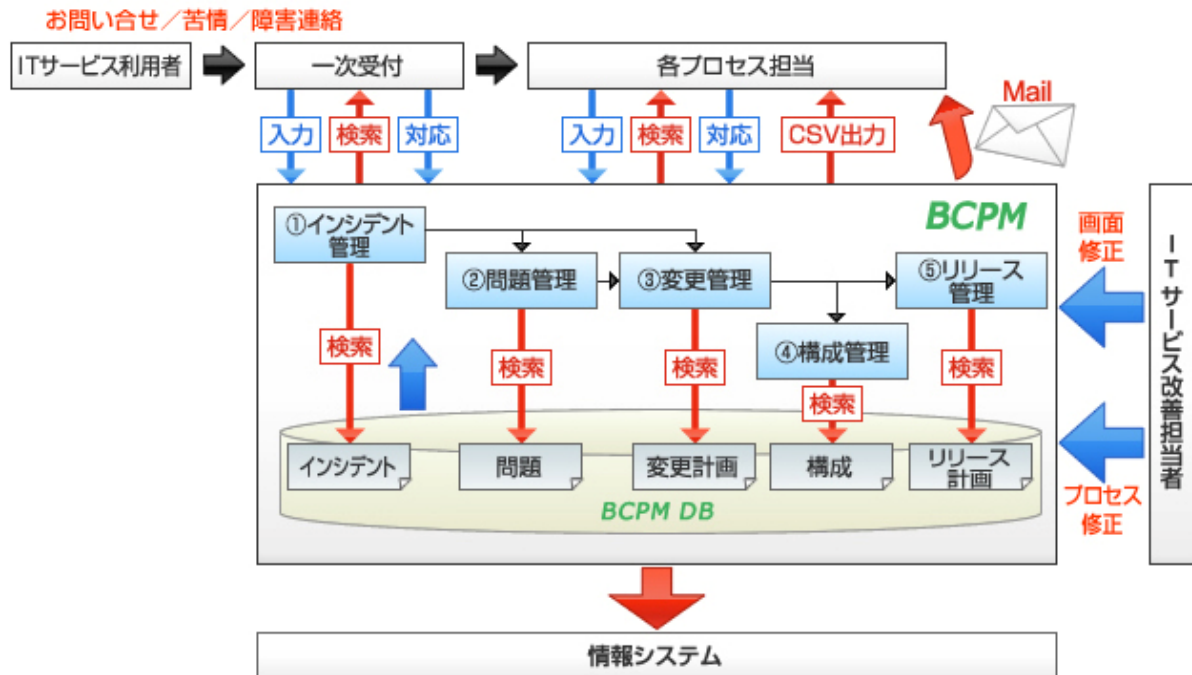 お問い合せ／苦情／障害連絡
ITサービス利用者
一次受付
各プロセス担当
Mail
入力
検索
対応
入力
検索
対応
CSV出力
BCPM
①インシデント
管理
②問題管理
③変更管理
⑤リリース
管理
④構成管理
画面
修正
ITサービス改善担当者
検索
検索
検索
検索
検索
インシデント
問題
変更計画
構成
リリース
計画
BCPM DB
プロセス
修正
情報システム